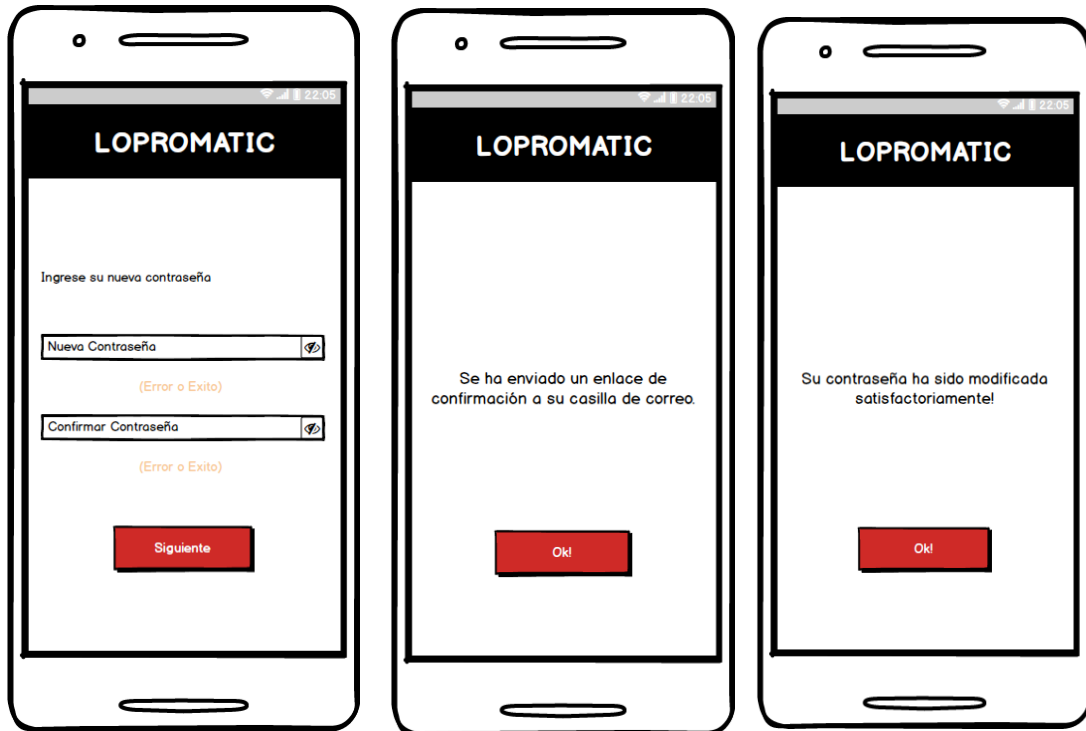 22:05
LOPROMATIC
Ingrese su nueva contraseña
Nueva Contraseña
(Error o Exito)
Confirmar Contraseña
(Error o Exito)
Siguiente
22:05
LOPROMATIC
Se ha enviado un enlace de
confirmación a su casilla de correo.
Ok!
22:05
LOPROMATIC
Su contraseña ha sido modificada
satisfactoriamente!
Ok!